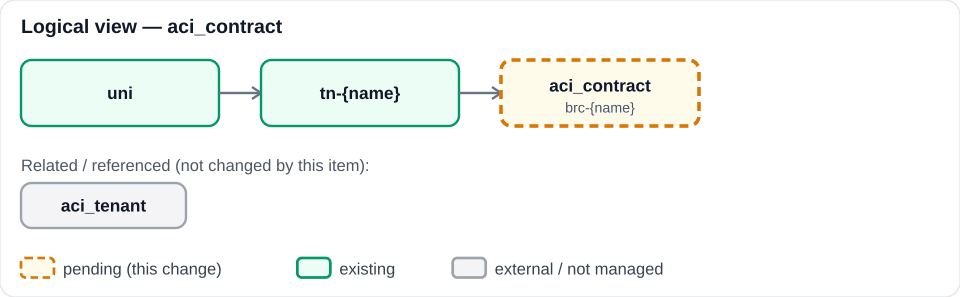 Logical view — aci_contract
uni
tn-{name}
aci_contract
brc-{name}
Related / referenced (not changed by this item):
aci_tenant
pending (this change)
existing
external / not managed